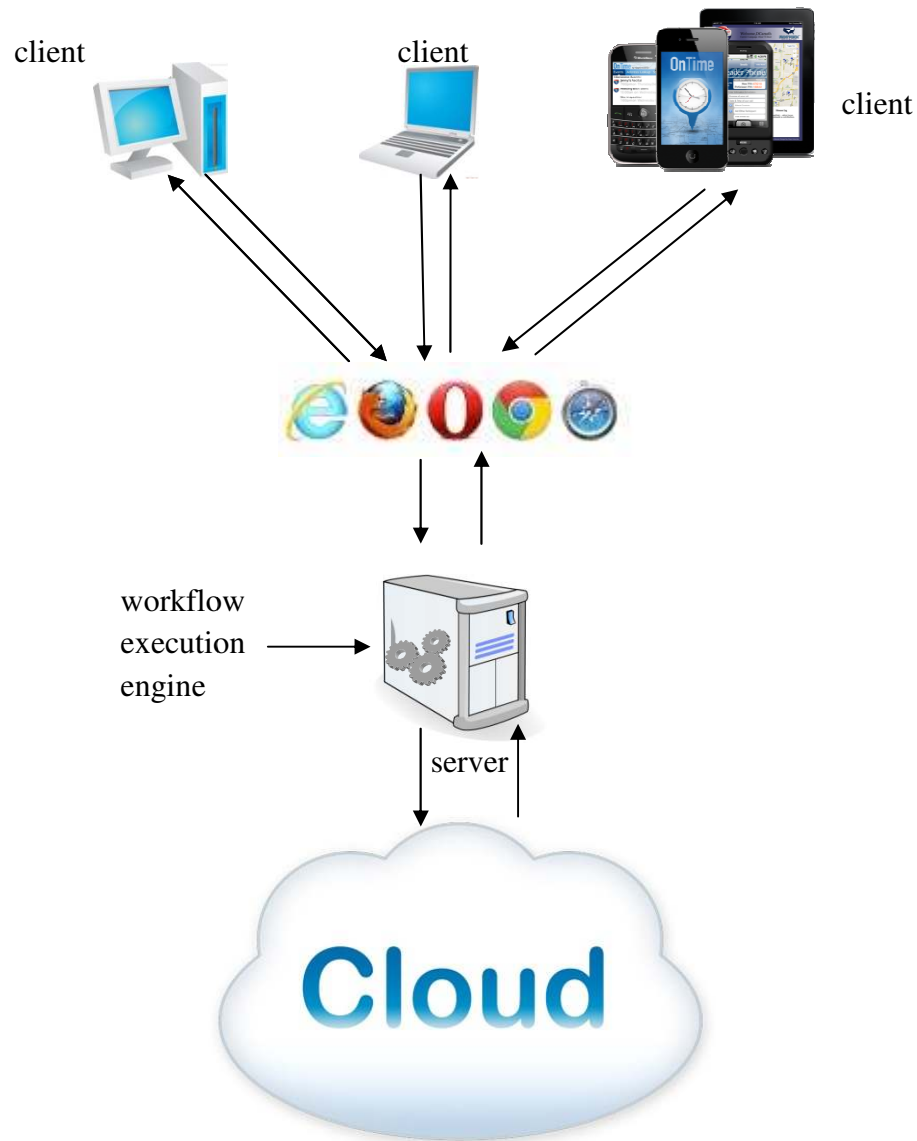 client
client
client
OnTime
workflow
execution
engine
server
Cloud